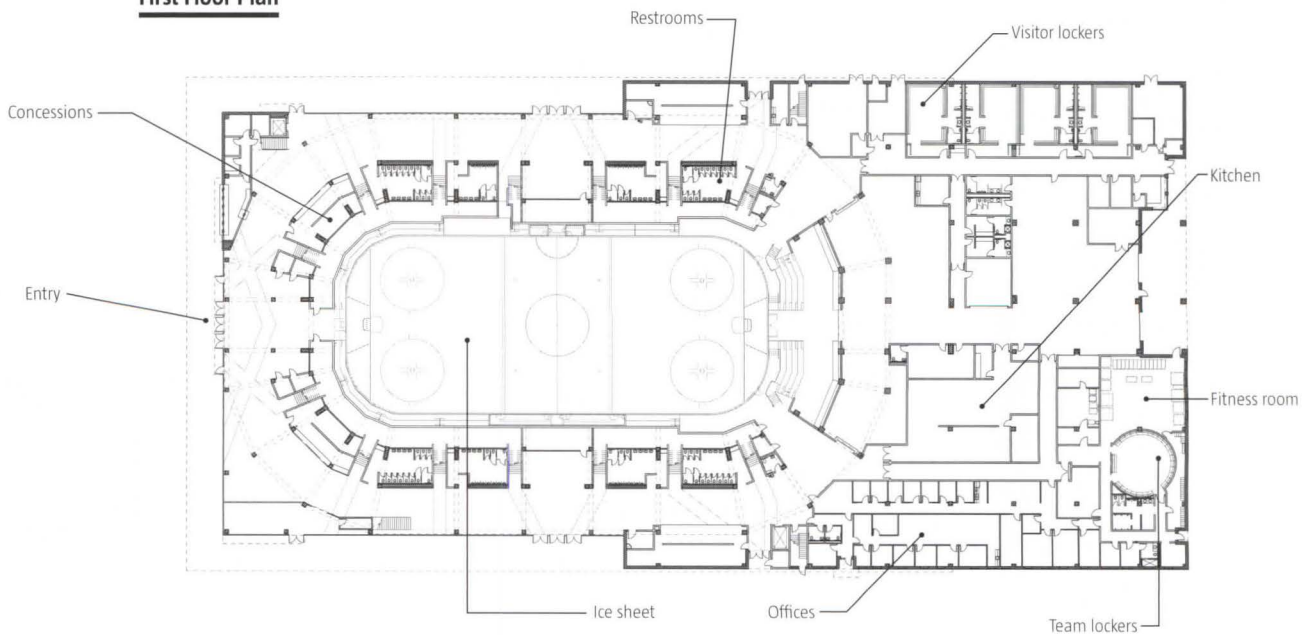 First Floor Plan
Restrooms
Visitor lockers
Concessions
Kitchen
Entry
Fitness room
Ice sheet
Offices
Team lockers